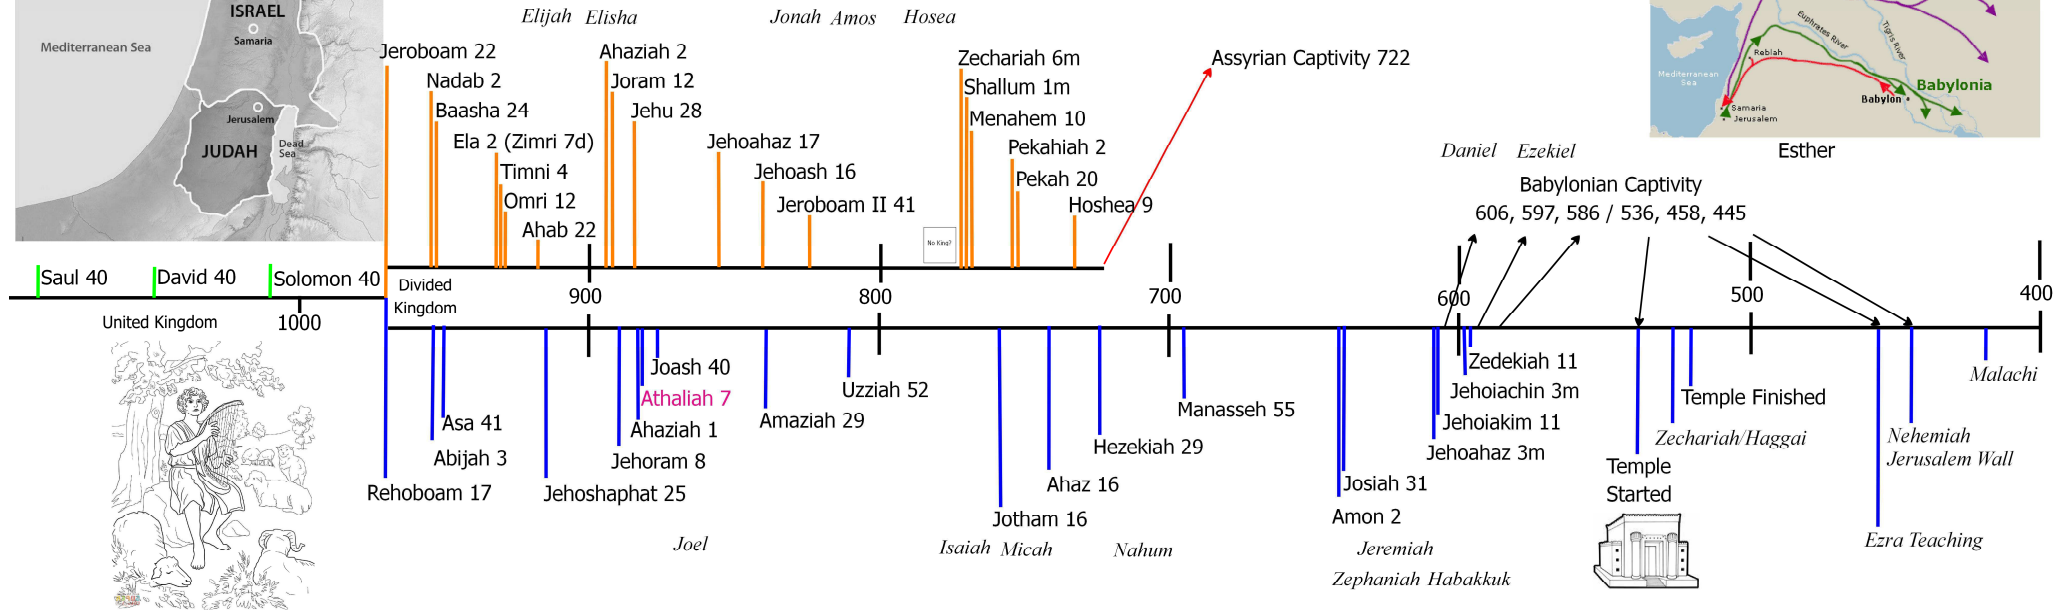 ISRAEL
Samaria
Mediterranean Sea
Jerusalem
JUDAH
Dead
Sea
Elijah Elisha
Jonah Amos
Hosea
Jeroboam 22
Nadab 2
Baasha 24
Ela 2 (Zimri 7d)
Timni 4
Omri 12
Ahab 22
Ahaziah 2
Joram 12
Jehu 28
Jehoahaz 17
Jehoash 16
Jeroboam II 41
No King?
Zechariah 6m
Shallum 1m
Menahem 10
Pekahiah 2
Pekah 20
Hoshea 9
Assyrian Captivity 722
Euphrates River
Tigris River
Reblah
Mediterranean
Sea
Babylonia
Babylon
Samaria
Jerusalem
Esther
Daniel Ezekiel
Babylonian Captivity
606, 597, 586 / 536, 458, 445
Saul 40
David 40
Solomon 40
United Kingdom
1000
Divided
Kingdom
900
800
700
600
500
400
Rehoboam 17
Abijah 3
Asa 41
Jehoshaphat 25
Jehoram 8
Ahaziah 1
Athaliah 7
Joash 40
Amaziah 29
Uzziah 52
Jotham 16
Ahaz 16
Hezekiah 29
Manasseh 55
Amon 2
Josiah 31
Jehoahaz 3m
Jehoiakim 11
Jehoiachin 3m
Zedekiah 11
Temple
Started
Zechariah/Haggai
Temple Finished
Ezra Teaching
Nehemiah
Jerusalem Wall
Malachi
Joel
Isaiah Micah
Nahum
Jeremiah
Zephaniah Habakkuk